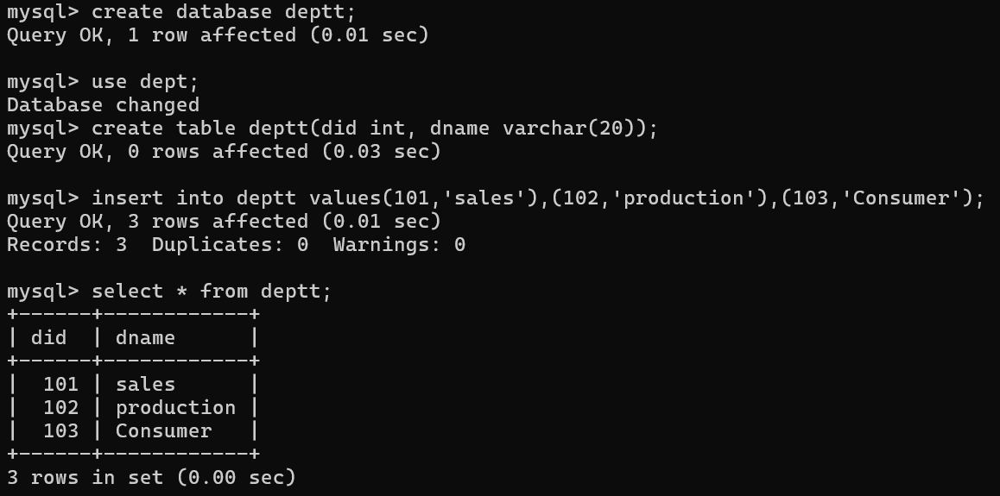 mysql> create database deptt;
Query OK, 1 row affected (0.01 sec)
mysql> use dept;
Database changed
mysql> create table deptt(did int, dname varchar(20));
Query OK, 0 rows affected (0.03 sec)
mysql> insert into deptt values(101,'sales'),(102,'production'),(103,'Consumer');
Query OK, 3 rows affected (0.01 sec)
Records: 3  Duplicates: 0  Warnings: 0
mysql> select * from deptt;
+------+------------+
| did  | dname      |
+------+------------+
|  101 | sales      |
|  102 | production |
|  103 | Consumer   |
+------+------------+
3 rows in set (0.00 sec)